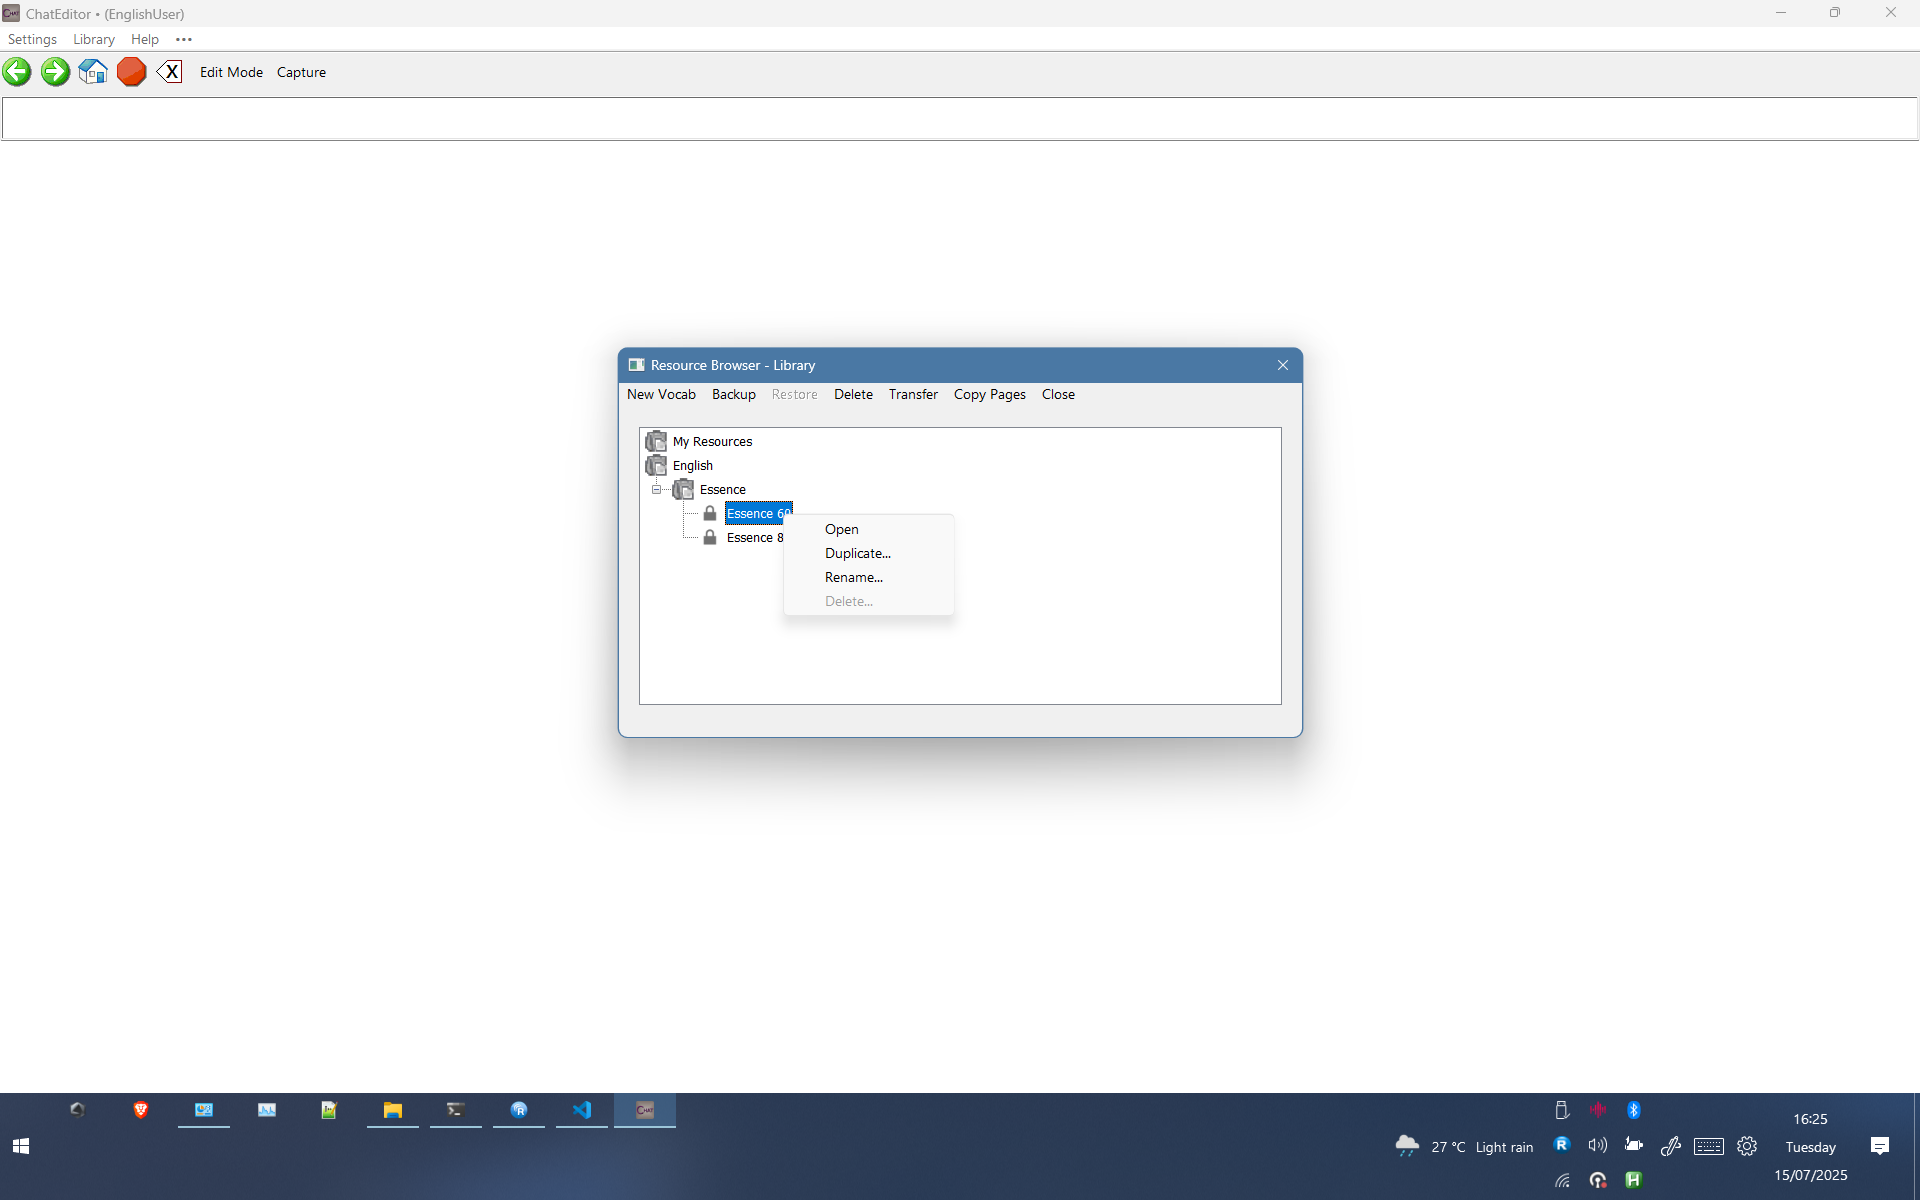 ChatEditor • (EnglishUser)
Settings Library Help •••
X Edit Mode Capture
Resource Browser - Library
New Vocab Backup Restore Delete Transfer Copy Pages Close
My Resources
English
Essence
Essence 60
Essence 8
Open
Duplicate...
Rename...
Delete...
16:25
27 °C Light rain
Tuesday
15/07/2025